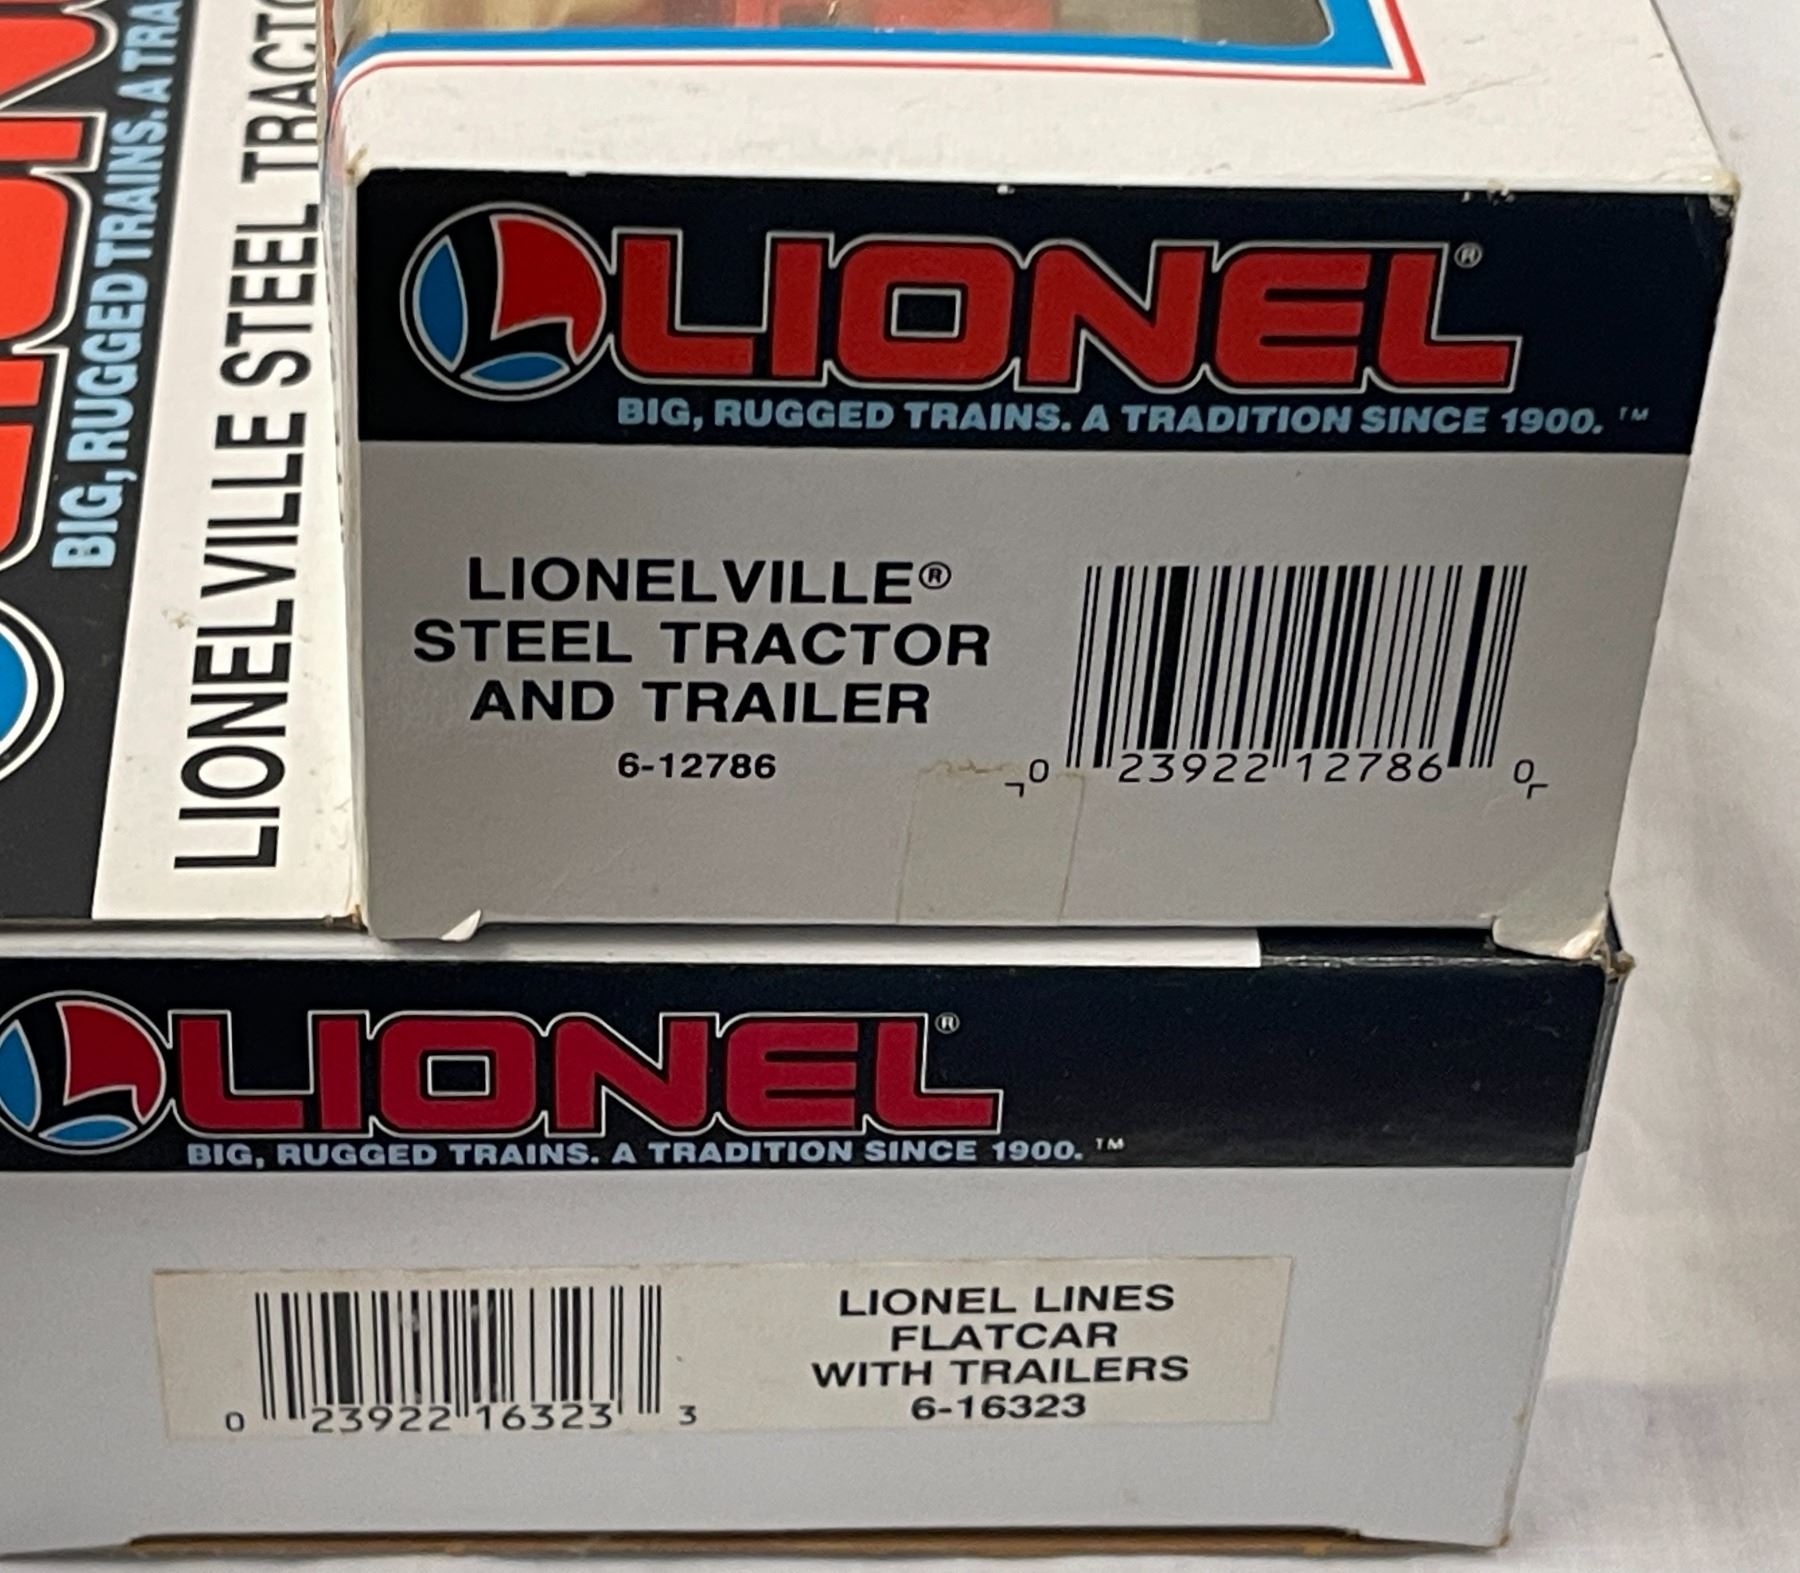 BIG, RUGGED TRAINS. A TRA
LIONELVILLE STEEL TRACTO
LIONEL®
BIG, RUGGED TRAINS. A TRADITION SINCE 1900. ™
LIONELVILLE®
STEEL TRACTOR
AND TRAILER
6-12786
0 23922 12786 0
LIONEL®
BIG, RUGGED TRAINS. A TRADITION SINCE 1900. ™
0 23922 16323 3
LIONEL LINES
FLATCAR
WITH TRAILERS
6-16323